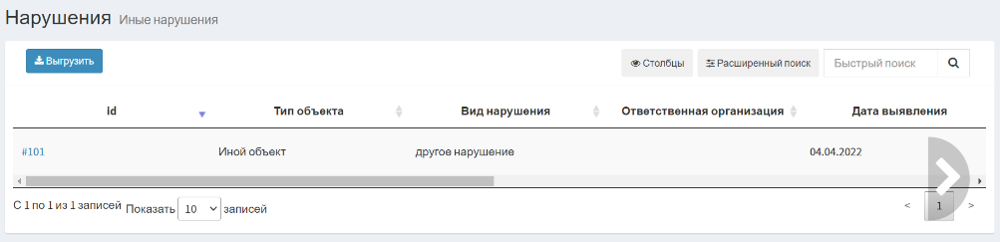 Нарушения Иные нарушения
Выгрузить Столбцы Расширенный поиск Быстрый поиск
id Тип объекта Вид нарушения Ответственная организация Дата выявления
#101 Иной объект другое нарушение 04.04.2022
С 1 по 1 из 1 записей Показать 10 записей < 1 >